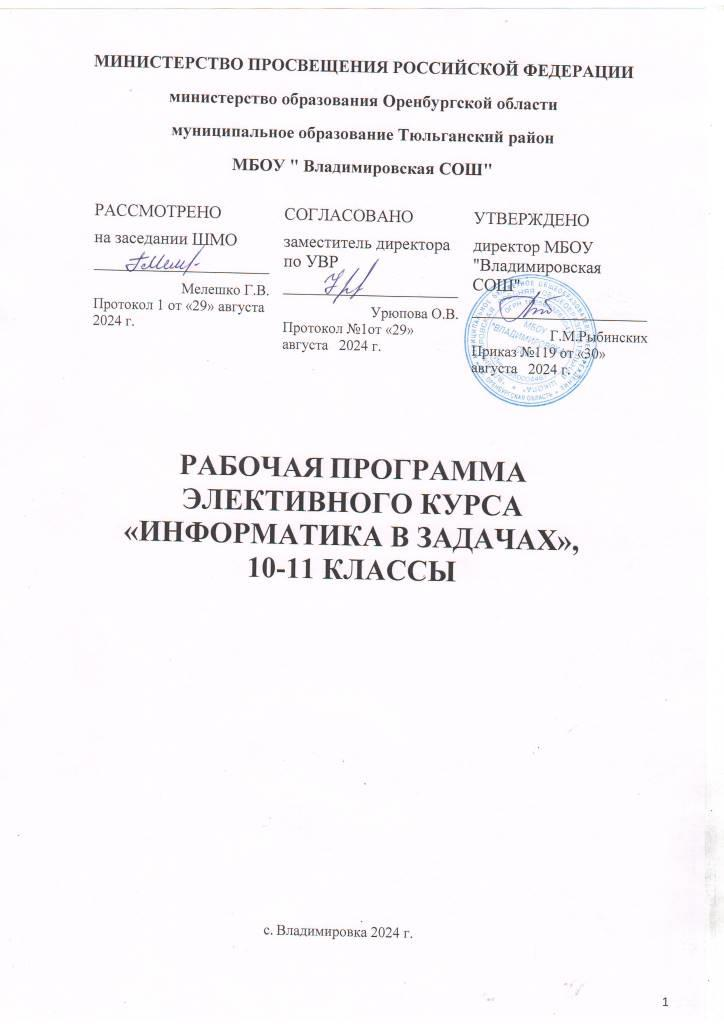 МИНИСТЕРСТВО ПРОСВЕЩЕНИЯ РОССИЙСКОЙ ФЕДЕРАЦИИ
министерство образования Оренбургской области
муниципальное образование Тюльганский район
МБОУ " Владимировская СОШ"
РАССМОТРЕНО
на заседании ШМО
Мелешко Г.В.
Протокол 1 от «29» августа
2024 г.
СОГЛАСОВАНО
заместитель директора
по УВР
Урюпова О.В.
Протокол №1от «29»
августа 2024 г.
УТВЕРЖДЕНО
директор МБОУ
"Владимировская
СОШ"
Г.М.Рыбинских
Приказ №119 от «30»
августа 2024 г.
РАБОЧАЯ ПРОГРАММА
ЭЛЕКТИВНОГО КУРСА
«ИНФОРМАТИКА В ЗАДАЧАХ»,
10-11 КЛАССЫ
с. Владимировка 2024 г.
1